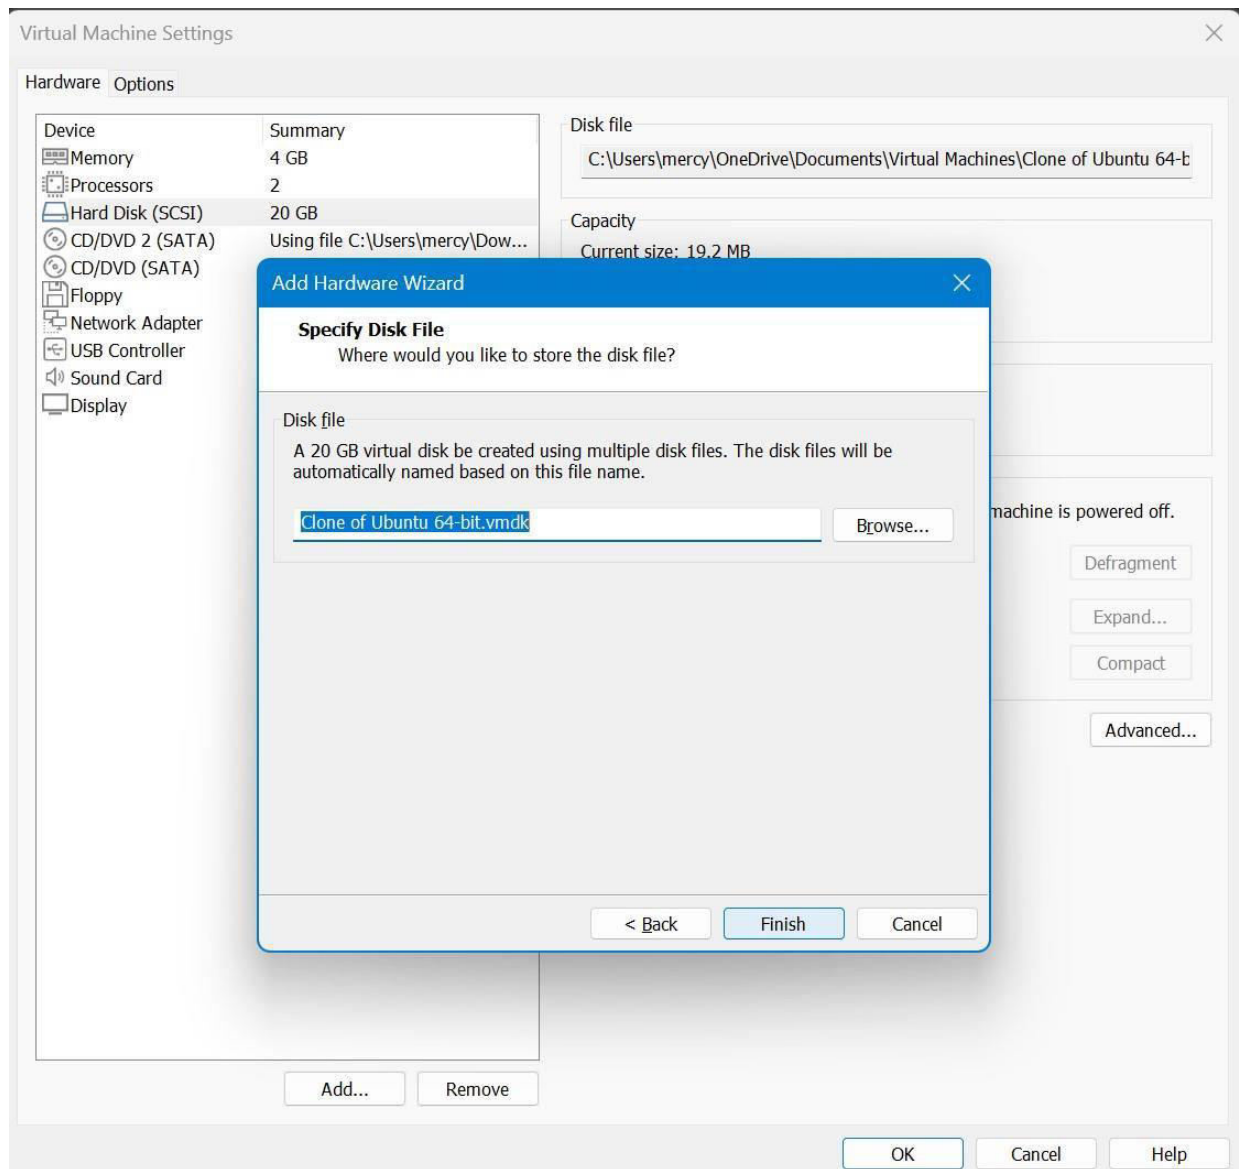 Virtual Machine Settings
Hardware Options
Device Summary
Memory 4 GB
Processors 2
Hard Disk (SCSI) 20 GB
CD/DVD 2 (SATA) Using file C:\Users\mercy\Dow...
CD/DVD (SATA)
Floppy
Network Adapter
USB Controller
Sound Card
Display
Disk file
C:\Users\mercy\OneDrive\Documents\Virtual Machines\Clone of Ubuntu 64-b
Capacity
Current size: 19.2 MB
Add Hardware Wizard
Specify Disk File
Where would you like to store the disk file?
Disk file
A 20 GB virtual disk be created using multiple disk files. The disk files will be
automatically named based on this file name.
Clone of Ubuntu 64-bit.vmdk
Browse...
< Back Finish Cancel
machine is powered off.
Defragment
Expand...
Compact
Advanced...
Add... Remove
OK Cancel Help